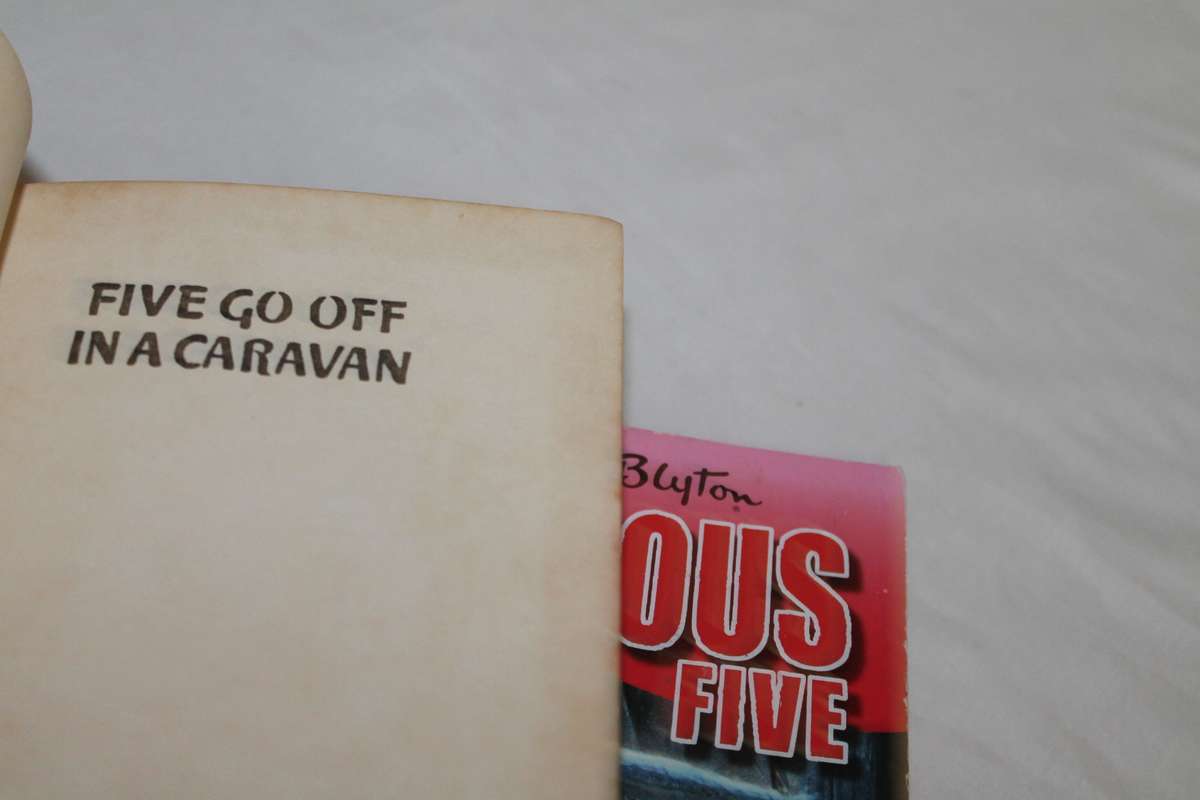 FIVE GO OFF
IN A CARAVAN
Blyton
OUS
FIVE